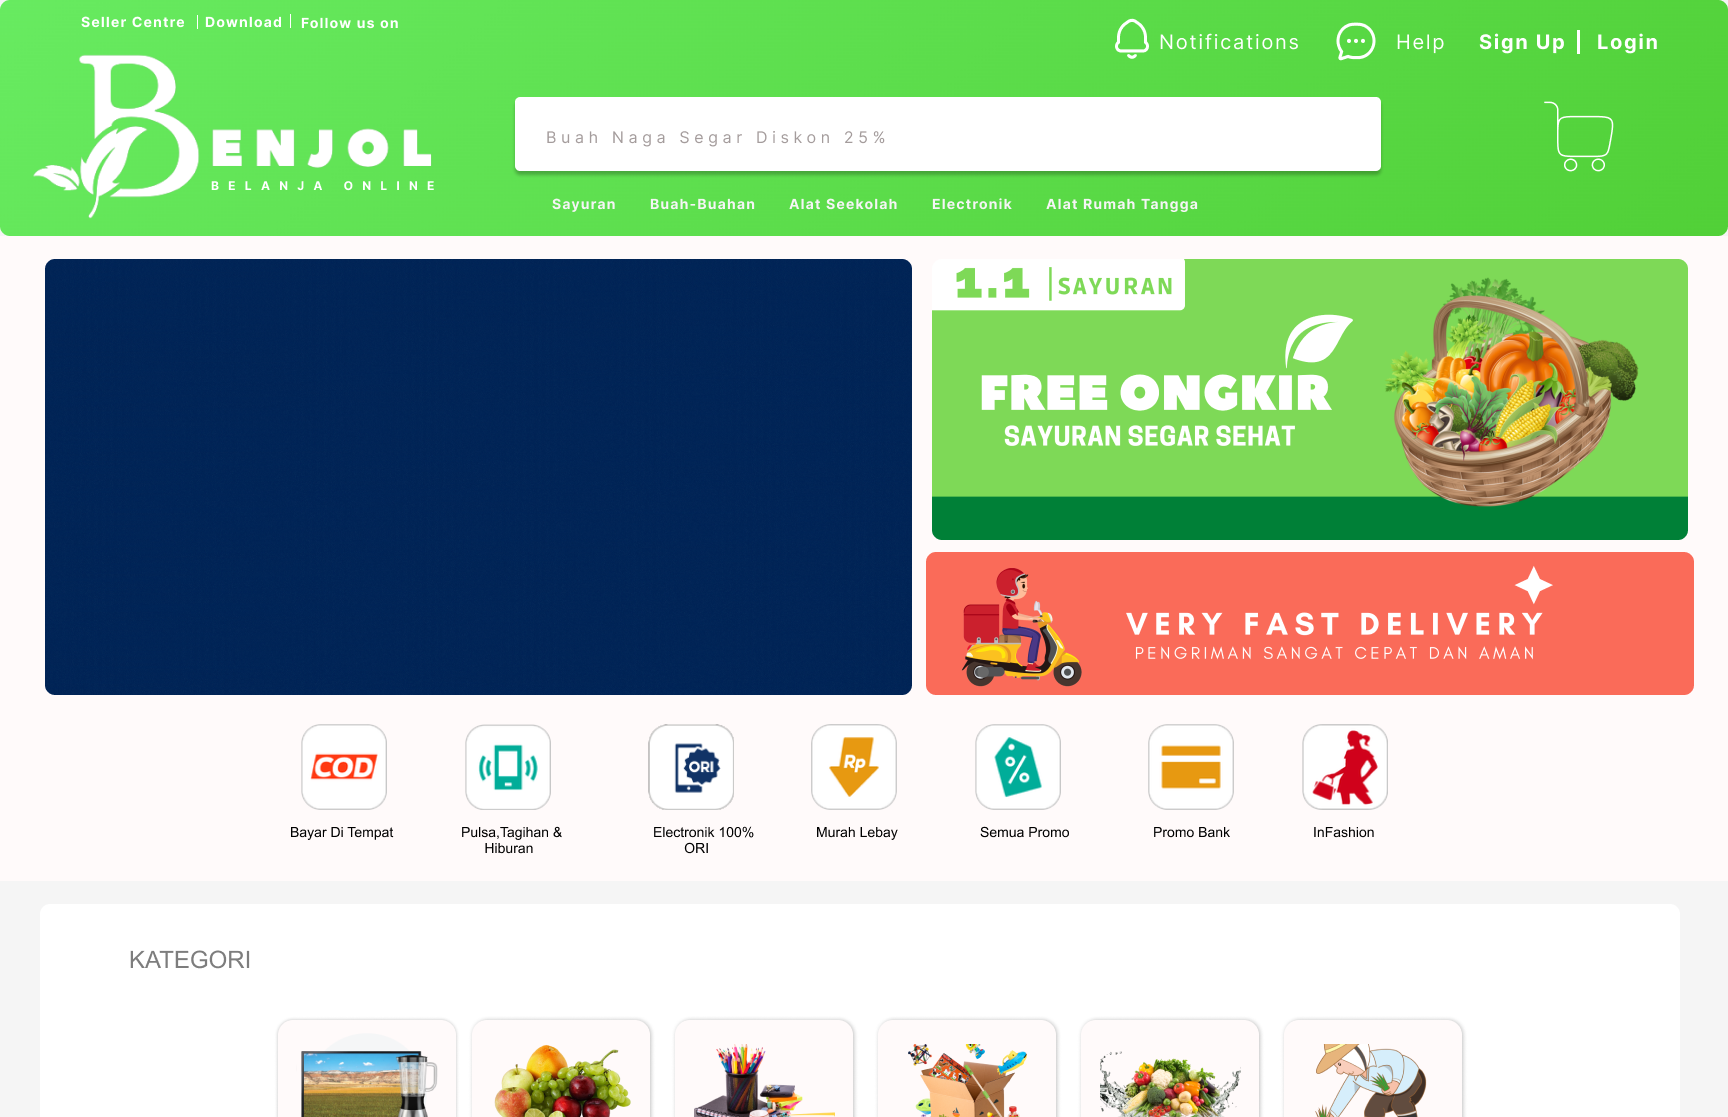 Seller Centre | Download | Follow us on
Notifications
Help
Sign Up | Login
BENJOL
BELANJA ONLINE
Buah Naga Segar Diskon 25%
Sayuran
Buah-Buahan
Alat Seekolah
Electronik
Alat Rumah Tangga
1.1 | SAYURAN
FREE ONGKIR
SAYURAN SEGAR SEHAT
VERY FAST DELIVERY
PENGRIMAN SANGAT CEPAT DAN AMAN
COD
ORI
Rp
%
Bayar Di Tempat
Pulsa,Tagihan &
Hiburan
Electronik 100%
ORI
Murah Lebay
Semua Promo
Promo Bank
InFashion
KATEGORI